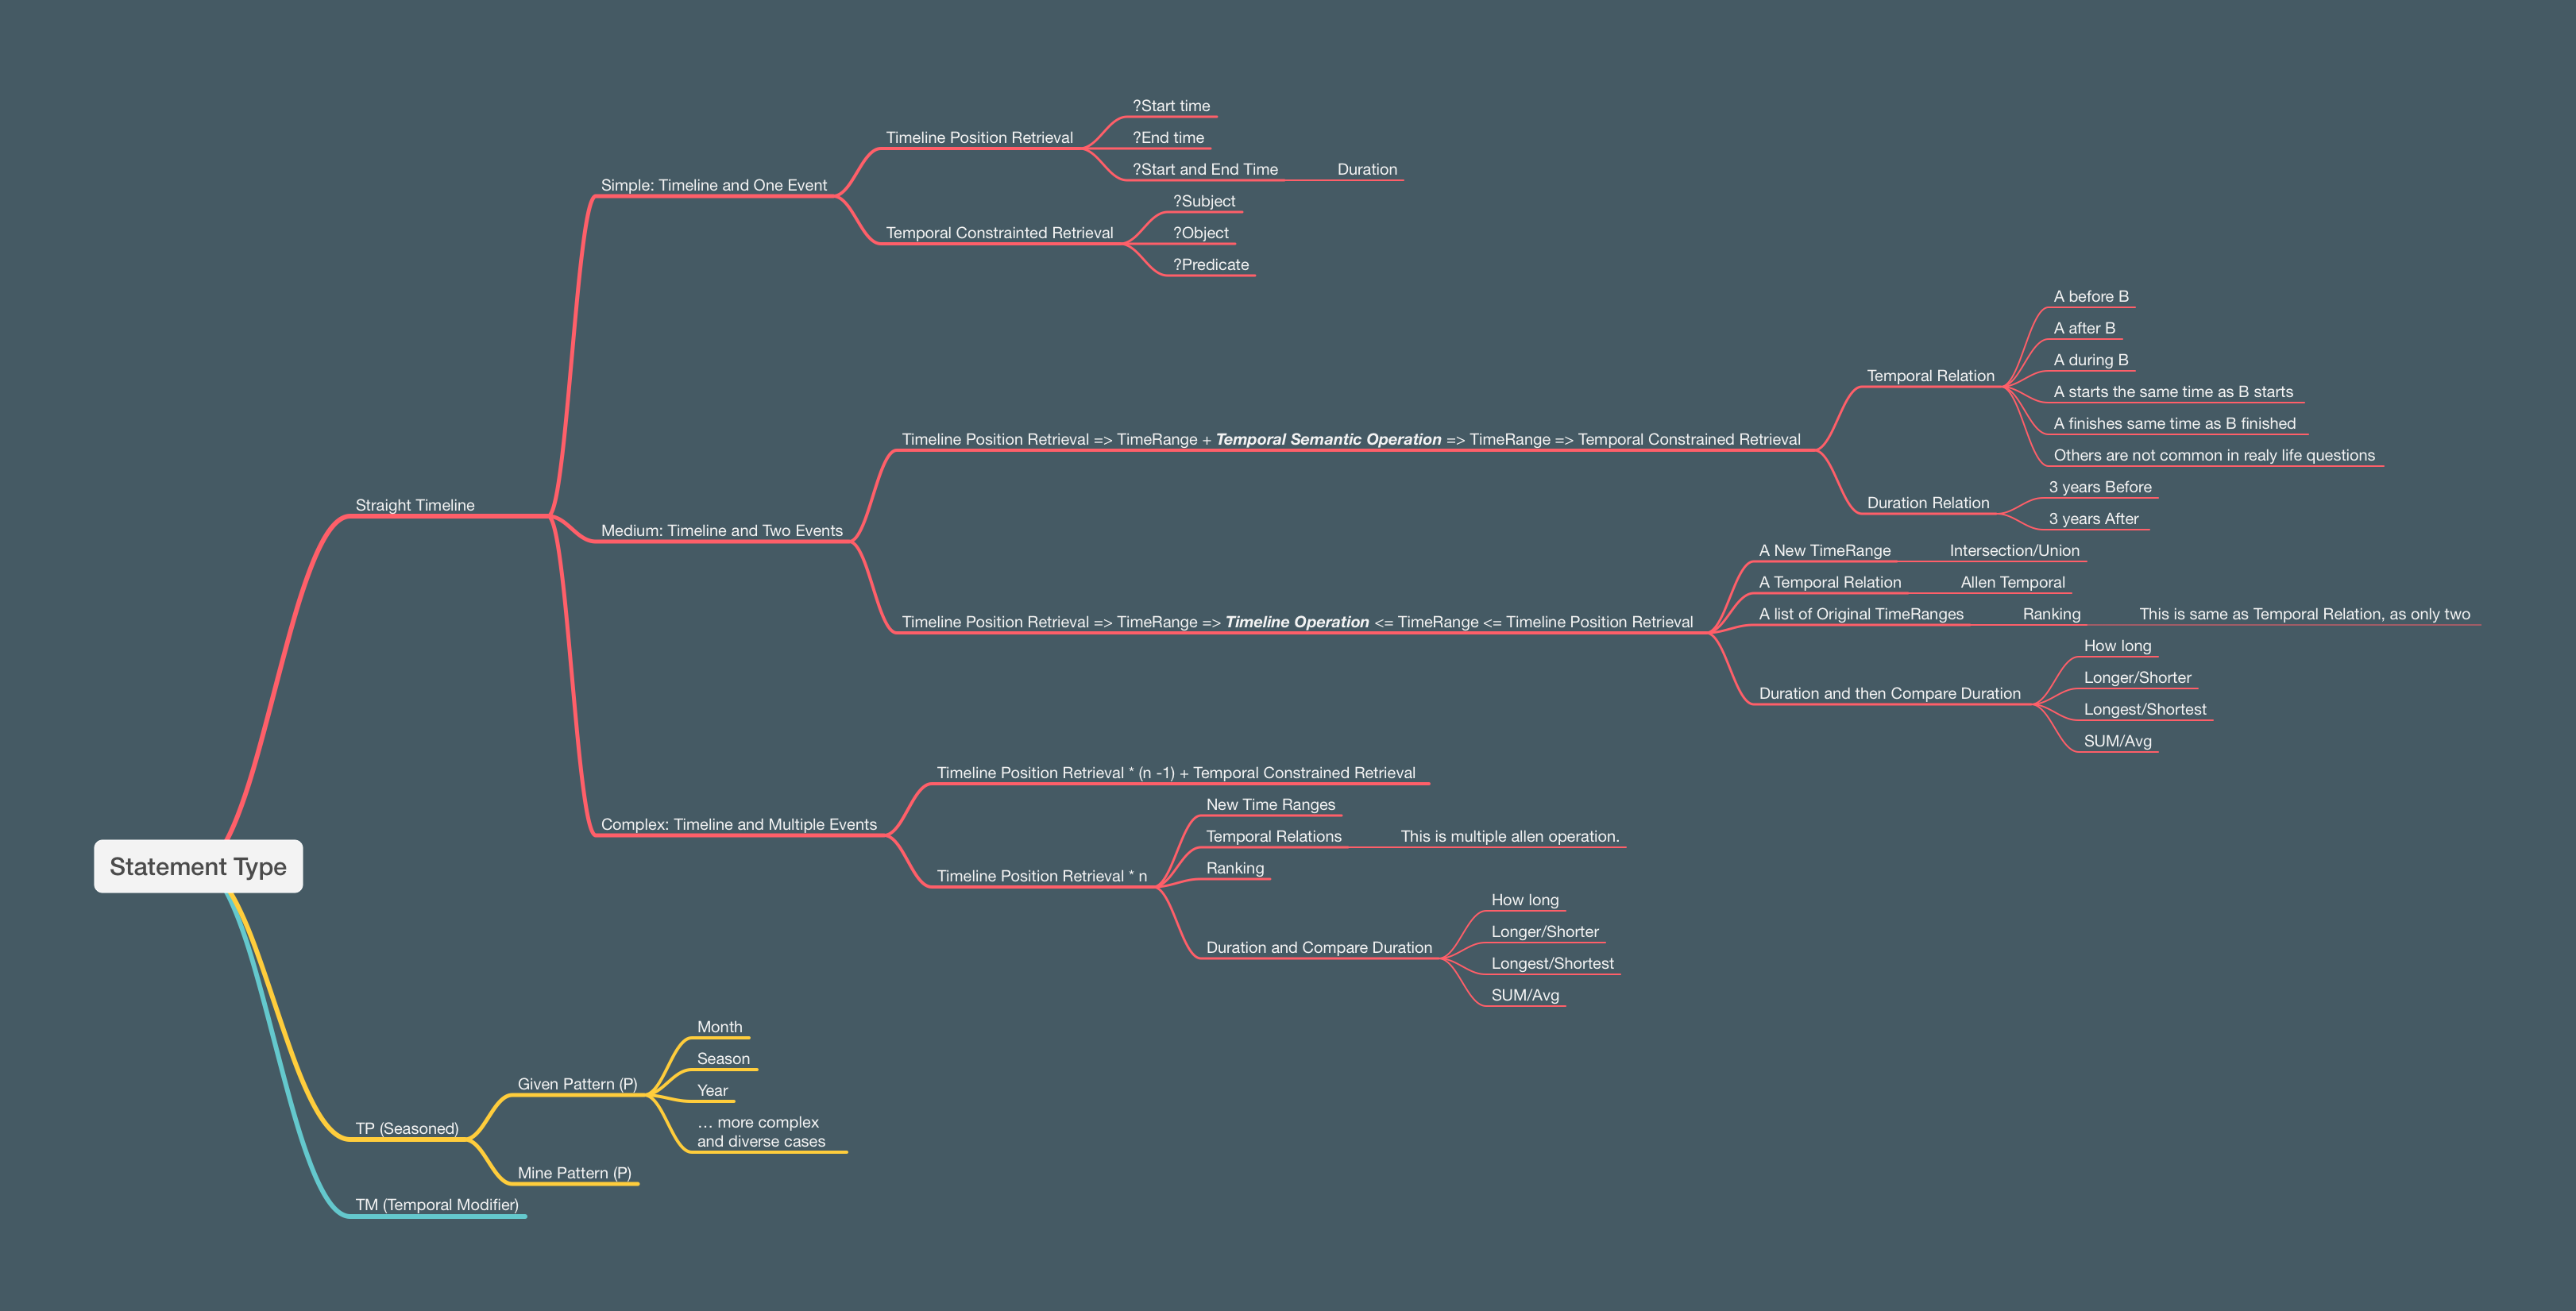 Statement Type
Straight Timeline
Simple: Timeline and One Event
Timeline Position Retrieval
?Start time
?End time
?Start and End Time
Duration
Temporal Constrainted Retrieval
?Subject
?Object
?Predicate
Medium: Timeline and Two Events
Timeline Position Retrieval => TimeRange + Temporal Semantic Operation => TimeRange => Temporal Constrained Retrieval
Temporal Relation
A before B
A after B
A during B
A starts the same time as B starts
A finishes same time as B finished
Others are not common in realy life questions
Duration Relation
3 years Before
3 years After
Timeline Position Retrieval => TimeRange => Timeline Operation <= TimeRange <= Timeline Position Retrieval
A New TimeRange
Intersection/Union
A Temporal Relation
Allen Temporal
A list of Original TimeRanges
Ranking
This is same as Temporal Relation, as only two
Duration and then Compare Duration
How long
Longer/Shorter
Longest/Shortest
SUM/Avg
Complex: Timeline and Multiple Events
Timeline Position Retrieval * (n -1) + Temporal Constrained Retrieval
Timeline Position Retrieval * n
New Time Ranges
Temporal Relations
This is multiple allen operation.
Ranking
Duration and Compare Duration
How long
Longer/Shorter
Longest/Shortest
SUM/Avg
TP (Seasoned)
Given Pattern (P)
Month
Season
Year
… more complex
and diverse cases
Mine Pattern (P)
TM (Temporal Modifier)